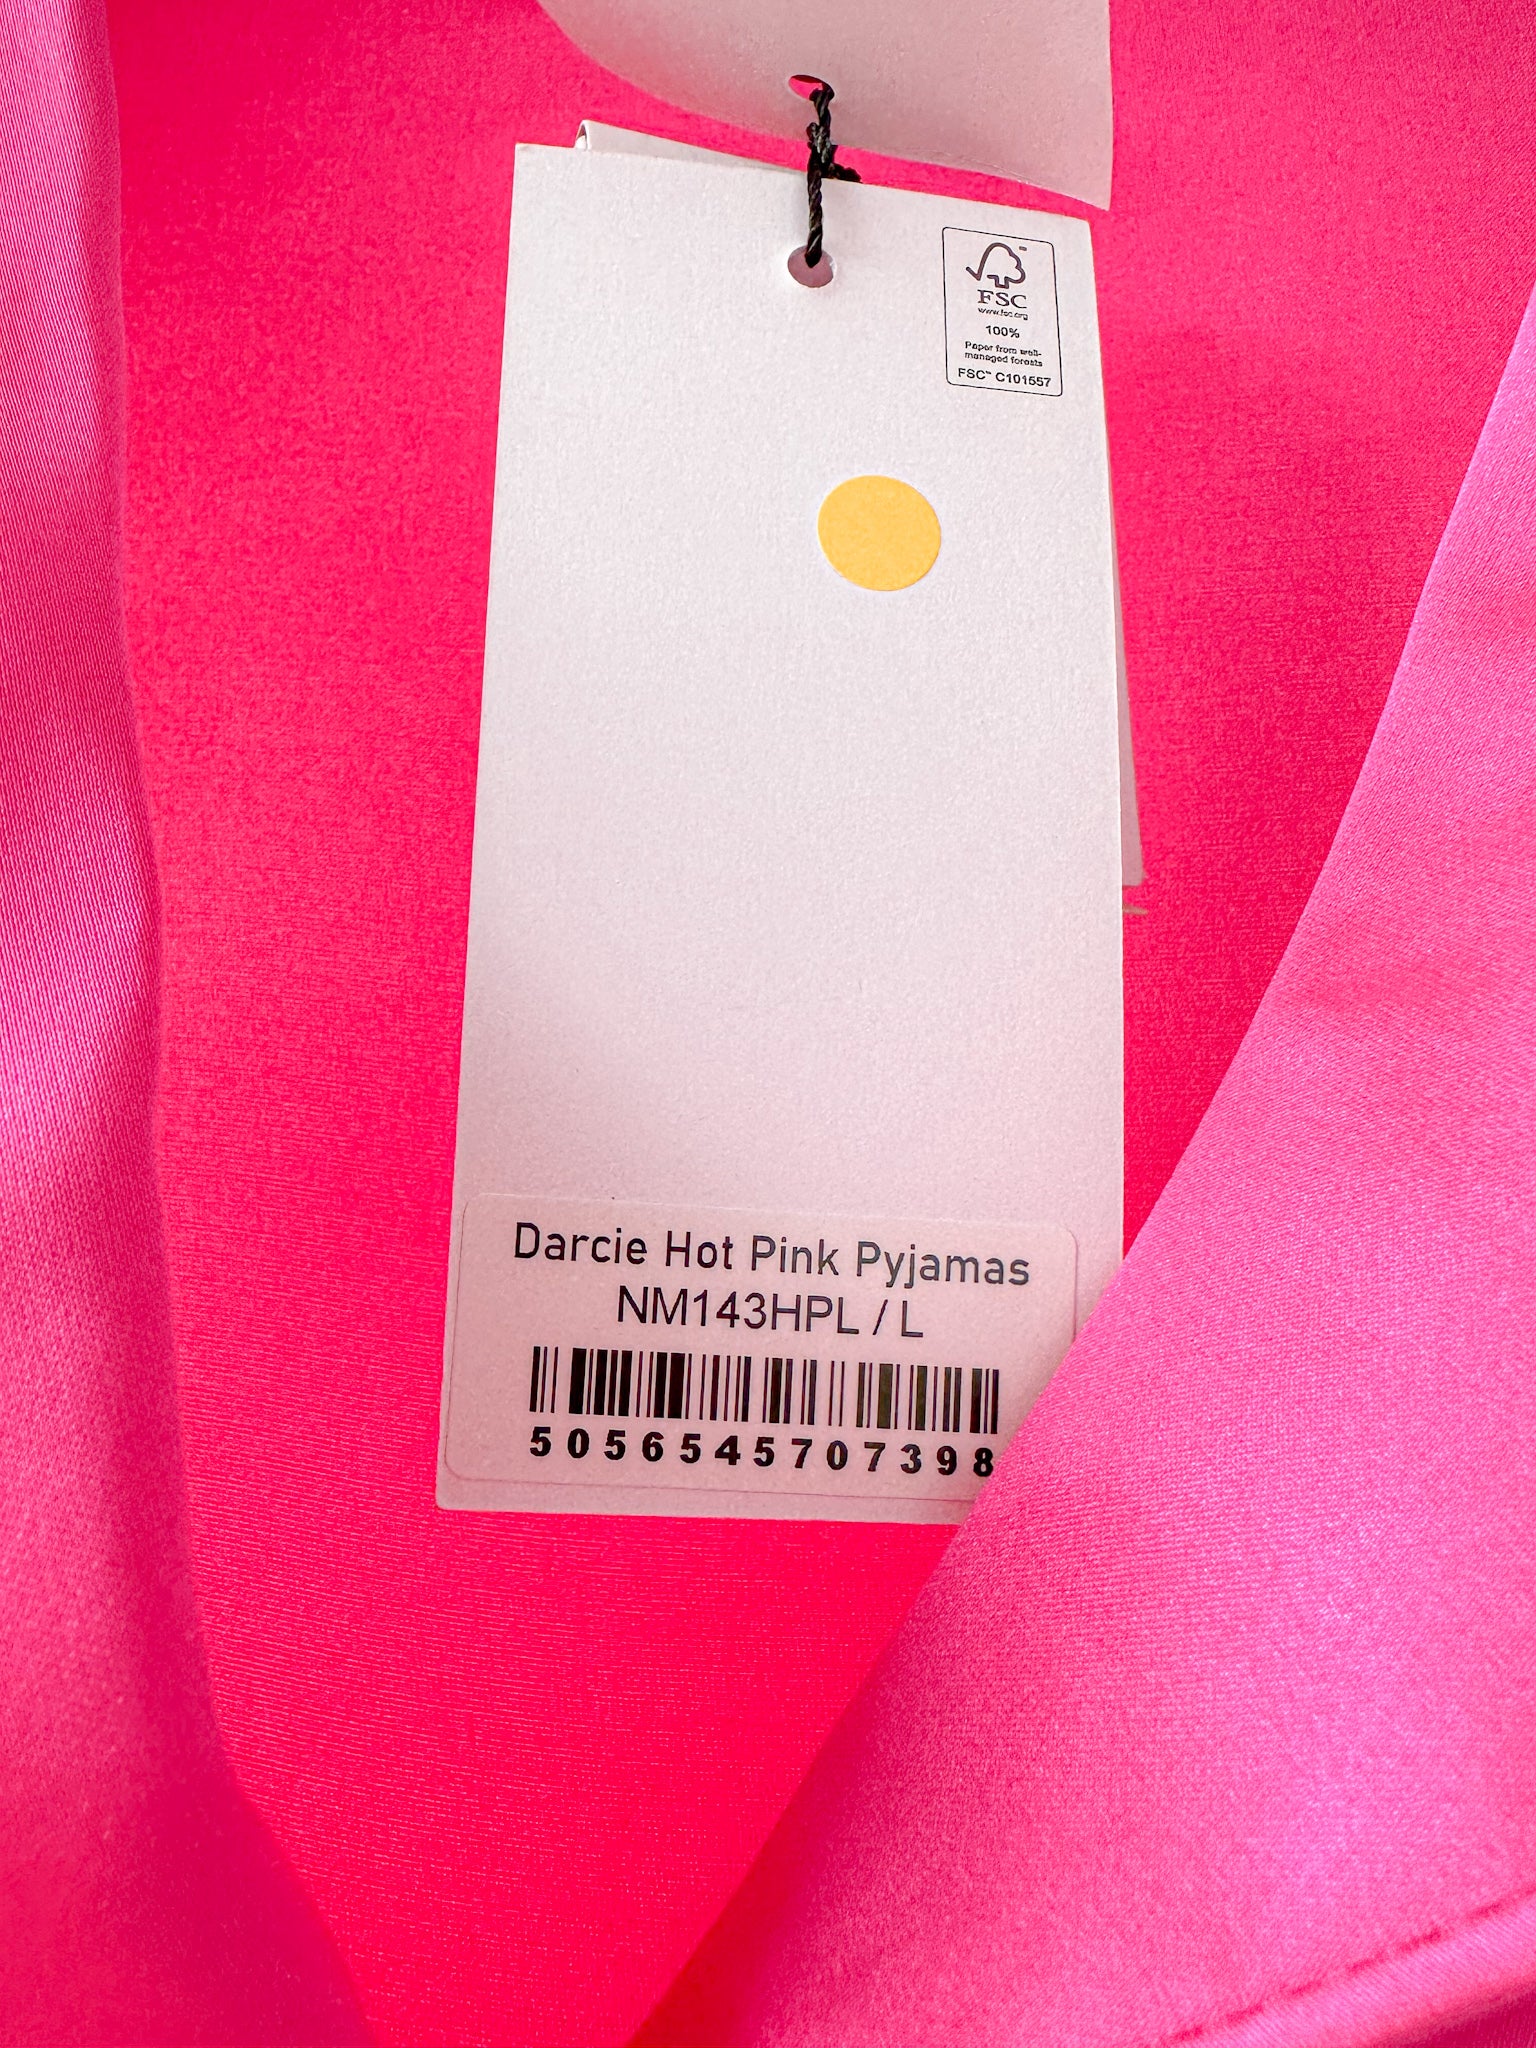 FSC
www.fsc.org
100%
Paper from well-
managed forests
FSC™ C101557
Darcie Hot Pink Pyjamas
NM143HPL / L
5056545707398